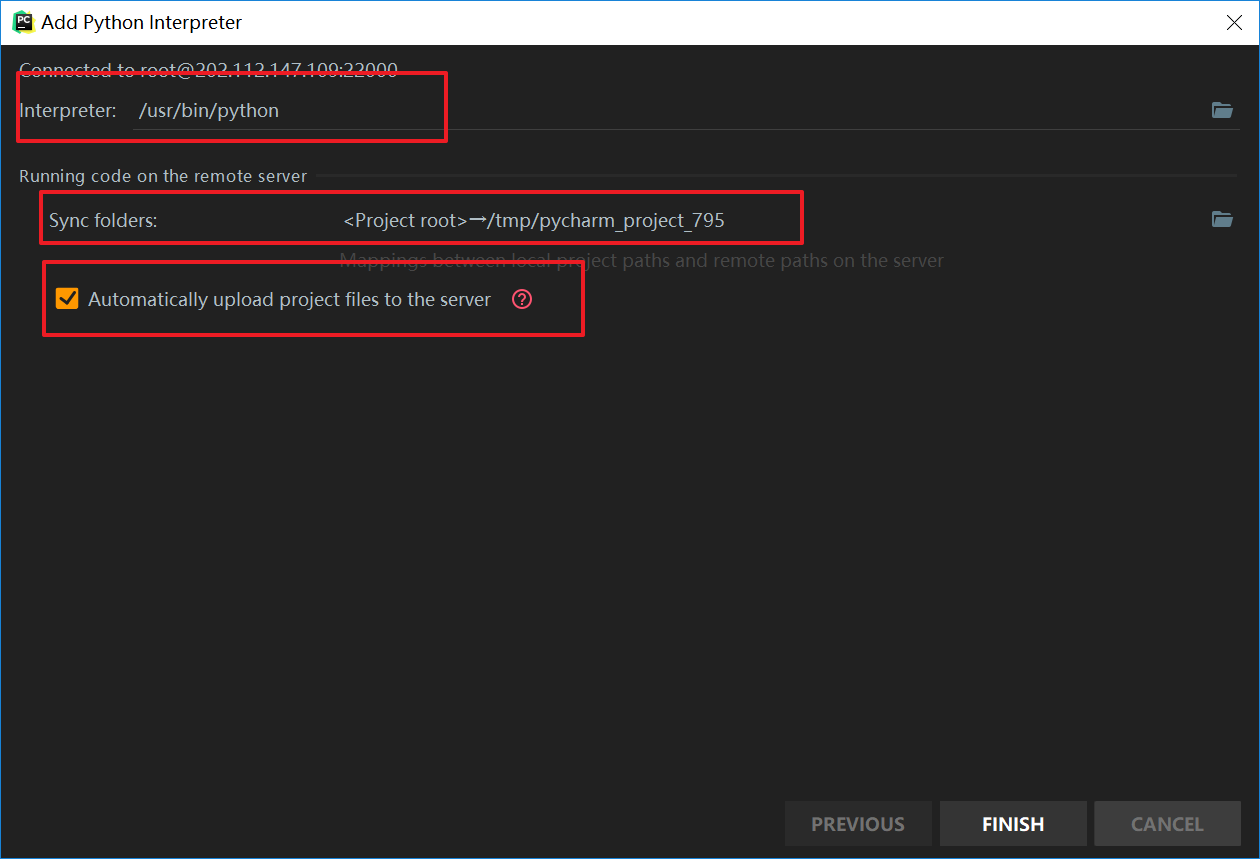 PC
Add Python Interpreter
Connected to root@202.112.147.109:22000
Interpreter: /usr/bin/python
Running code on the remote server
Sync folders: <Project root>→/tmp/pycharm_project_795
Mappings between local project paths and remote paths on the server
Automatically upload project files to the server ?
PREVIOUS FINISH CANCEL